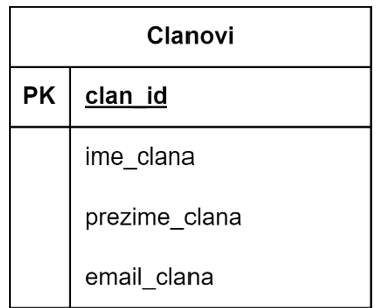 Clanovi
PK clan_id
ime_clana
prezime_clana
email_clana